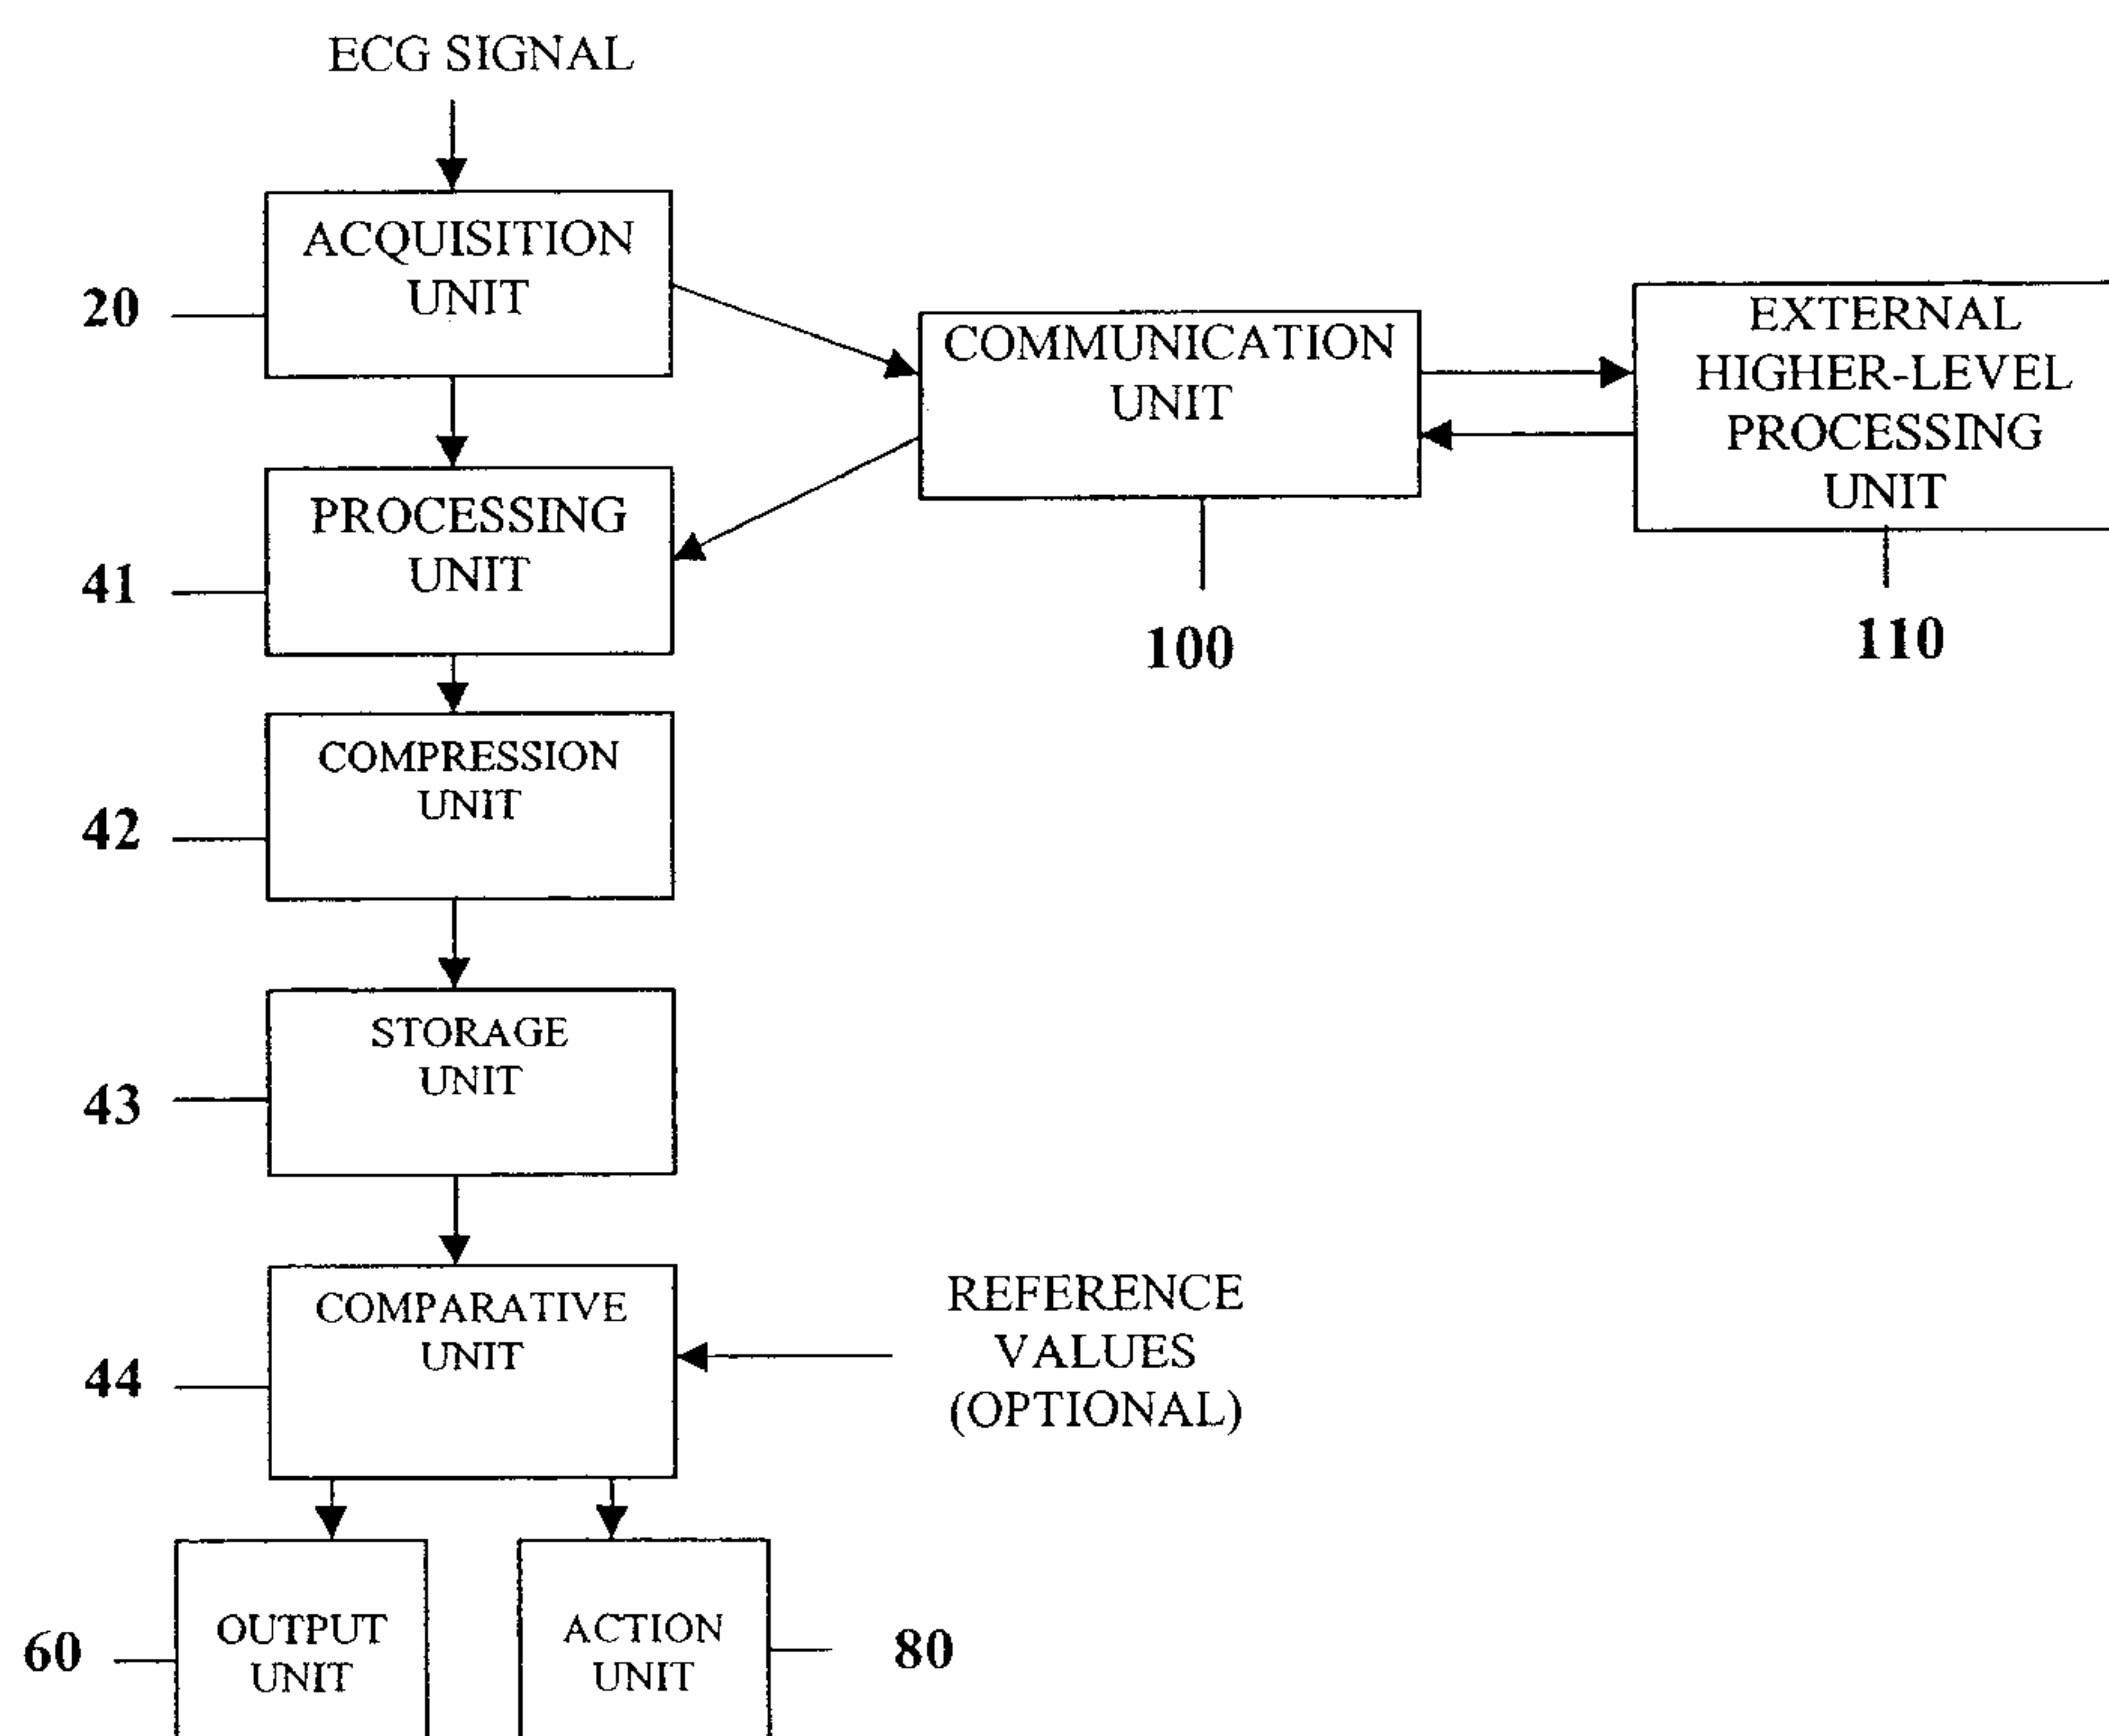 ECG SIGNAL
ACQUISITION
UNIT
20
COMMUNICATION
UNIT
100
EXTERNAL
HIGHER-LEVEL
PROCESSING
UNIT
110
PROCESSING
UNIT
41
COMPRESSION
UNIT
42
STORAGE
UNIT
43
COMPARATIVE
UNIT
44
REFERENCE
VALUES
(OPTIONAL)
OUTPUT
UNIT
60
ACTION
UNIT
80